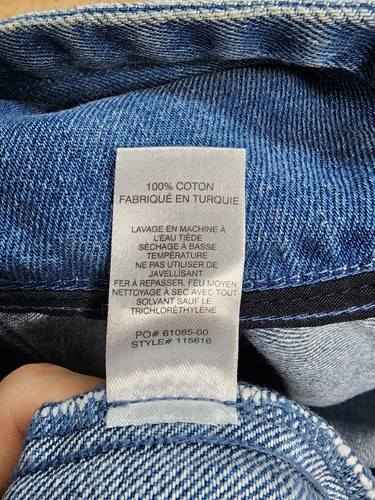 100% COTON
FABRIQUÉ EN TURQUIE
LAVAGE EN MACHINE À
L'EAU TIÈDE
SÉCHAGE À BASSE
TEMPÉRATURE
NE PAS UTILISER DE
JAVELLISANT
FER À REPASSER, FEU MOYEN
NETTOYAGE À SEC AVEC TOUT
SOLVANT SAUF LE
TRICHLORÈTHYLÈNE
PO# 61085-00
STYLE# 115616